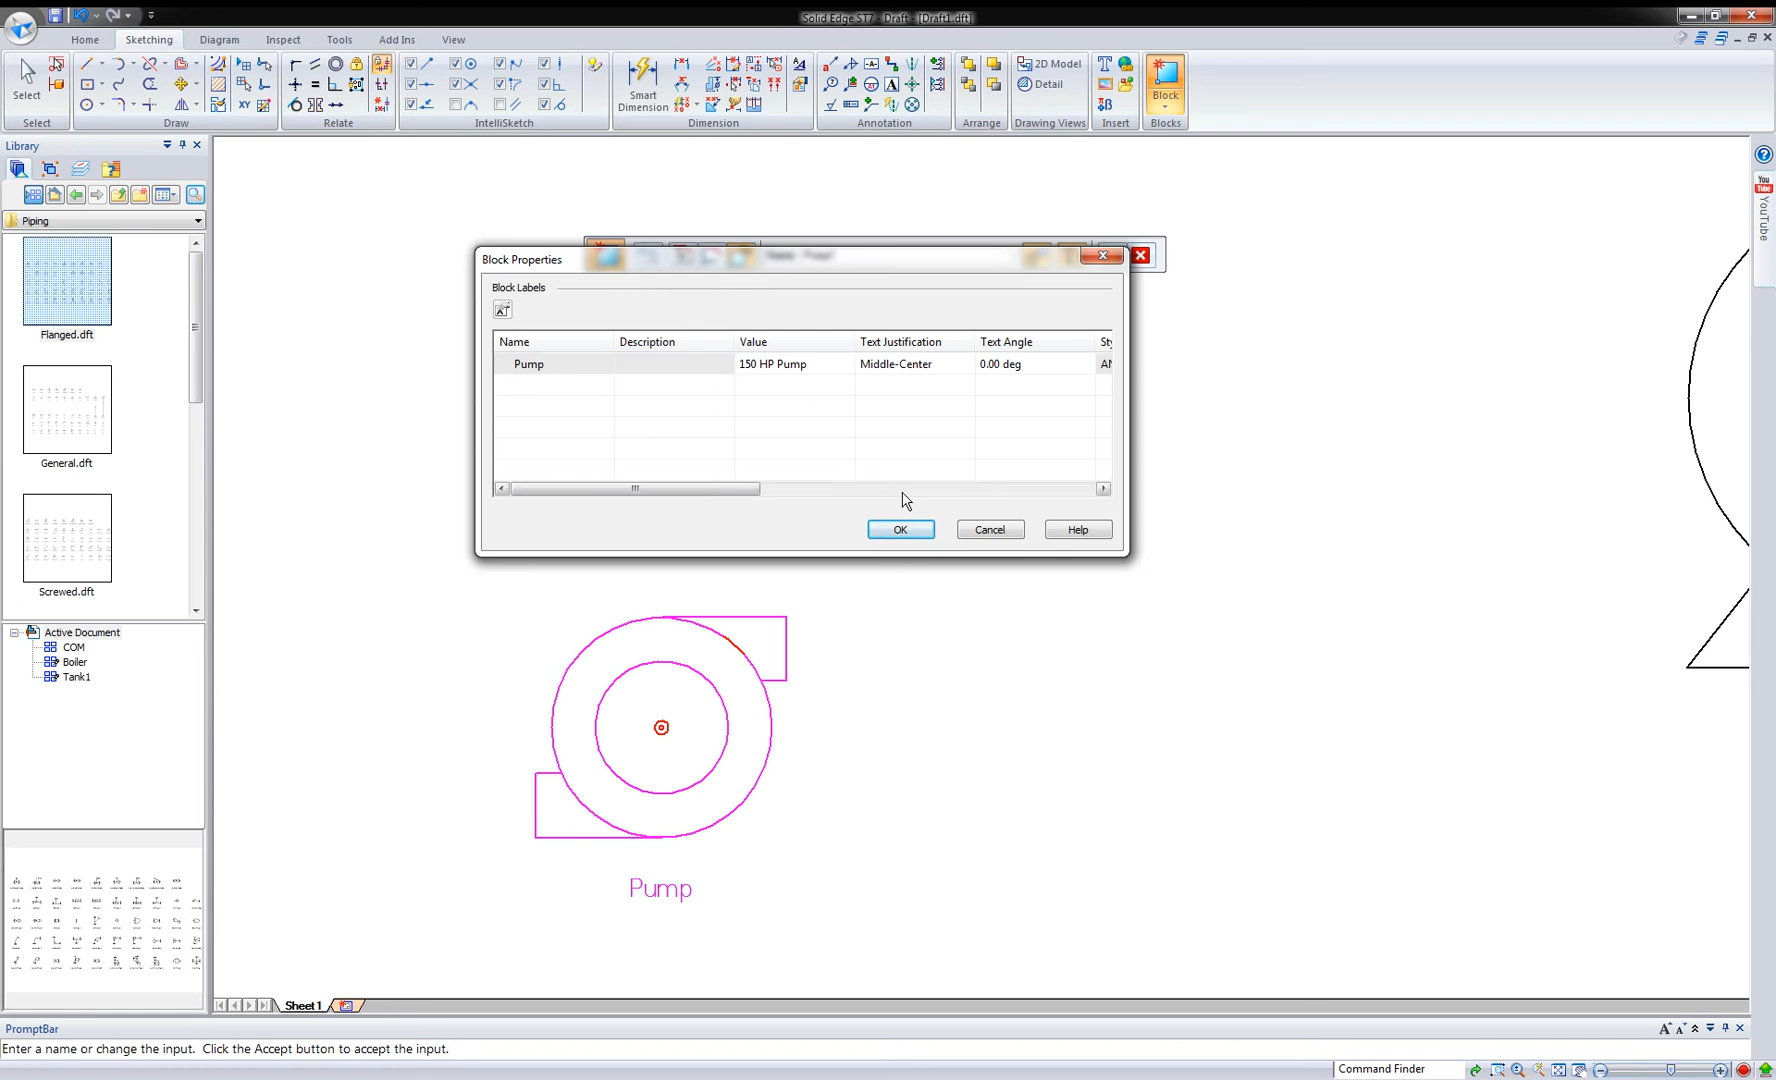 Solid Edge ST7 - Draft - [Draft1.dft]
Home Sketching Diagram Inspect Tools Add Ins View
Select
Smart Dimension
2D Model
Detail
Block
Select Draw Relate IntelliSketch Dimension Annotation Arrange Drawing Views Insert Blocks
Library
Piping
Flanged.dft
General.dft
Screwed.dft
Active Document
COM
Boiler
Tank1
Block Properties
Block Labels
Name Description Value Text Justification Text Angle
Pump 150 HP Pump Middle-Center 0.00 deg
OK Cancel Help
Pump
You Tube
YouTube
Sheet1
PromptBar
Enter a name or change the input. Click the Accept button to accept the input.
Command Finder